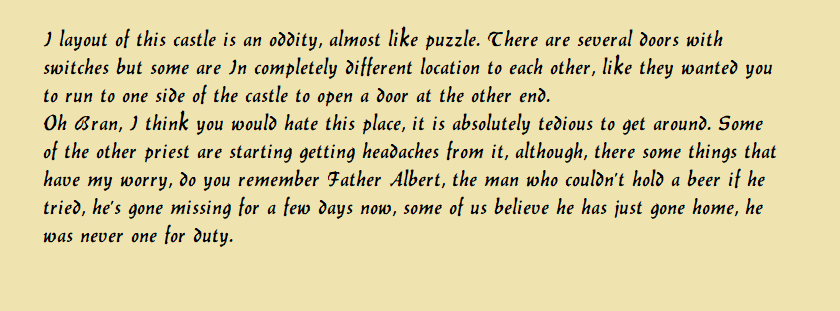 I layout of this castle is an oddity, almost like puzzle. There are several doors with
switches but some are In completely different location to each other, like they wanted you
to run to one side of the castle to open a door at the other end.
Oh Bran, I think you would hate this place, it is absolutely tedious to get around. Some
of the other priest are starting getting headaches from it, although, there some things that
have my worry, do you remember Father Albert, the man who couldn't hold a beer if he
tried, he's gone missing for a few days now, some of us believe he has just gone home, he
was never one for duty.